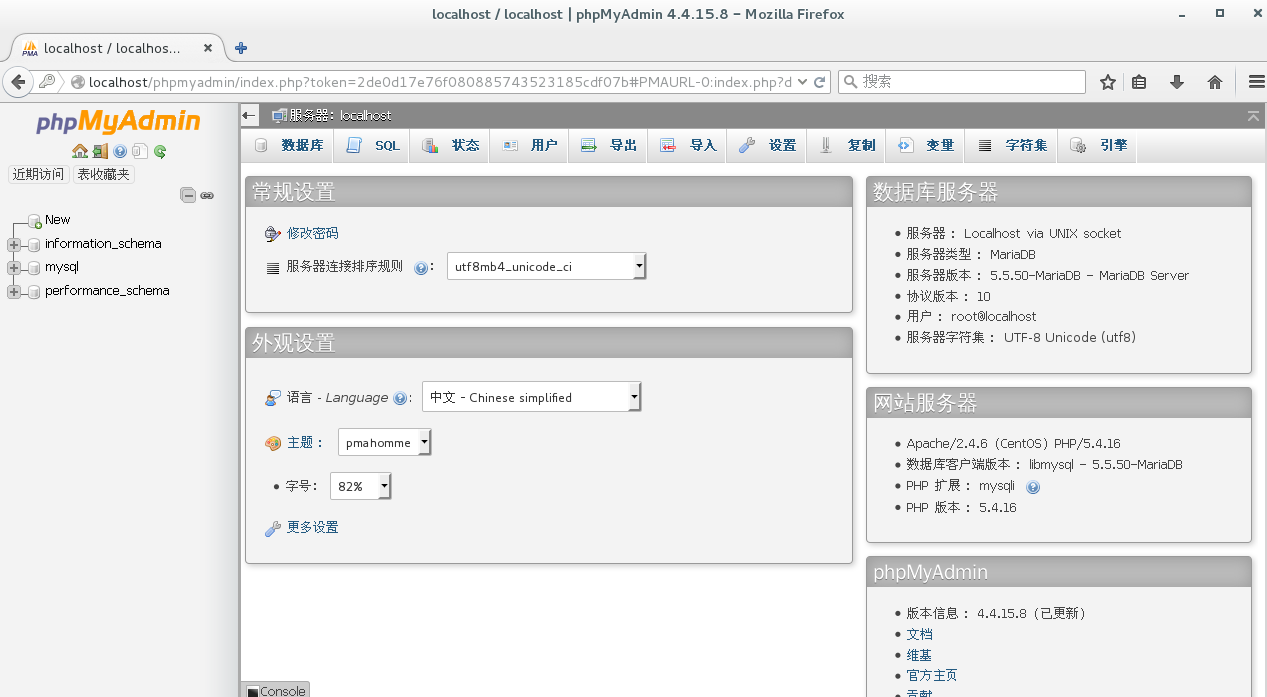 localhost / localhost | phpMyAdmin 4.4.15.8 - Mozilla Firefox
localhost / localhos...
localhost/phpmyadmin/index.php?token=2de0d17e76f080885743523185cdf07b#PMAURL-0:index.php?d
搜索
phpMyAdmin
近期访问 表收藏夹
New
information_schema
mysql
performance_schema
服务器: localhost
数据库 SQL 状态 用户 导出 导入 设置 复制 变量 字符集 引擎
常规设置
修改密码
服务器连接排序规则 : utf8mb4_unicode_ci
外观设置
语言 - Language : 中文 - Chinese simplified
主题： pmahomme
字号: 82%
更多设置
数据库服务器
服务器： Localhost via UNIX socket
服务器类型： MariaDB
服务器版本： 5.5.50-MariaDB - MariaDB Server
协议版本： 10
用户： root@localhost
服务器字符集： UTF-8 Unicode (utf8)
网站服务器
Apache/2.4.6 (CentOS) PHP/5.4.16
数据库客户端版本： libmysql - 5.5.50-MariaDB
PHP 扩展： mysqli
PHP 版本： 5.4.16
phpMyAdmin
版本信息： 4.4.15.8 (已更新)
文档
维基
官方主页
贡献
Console